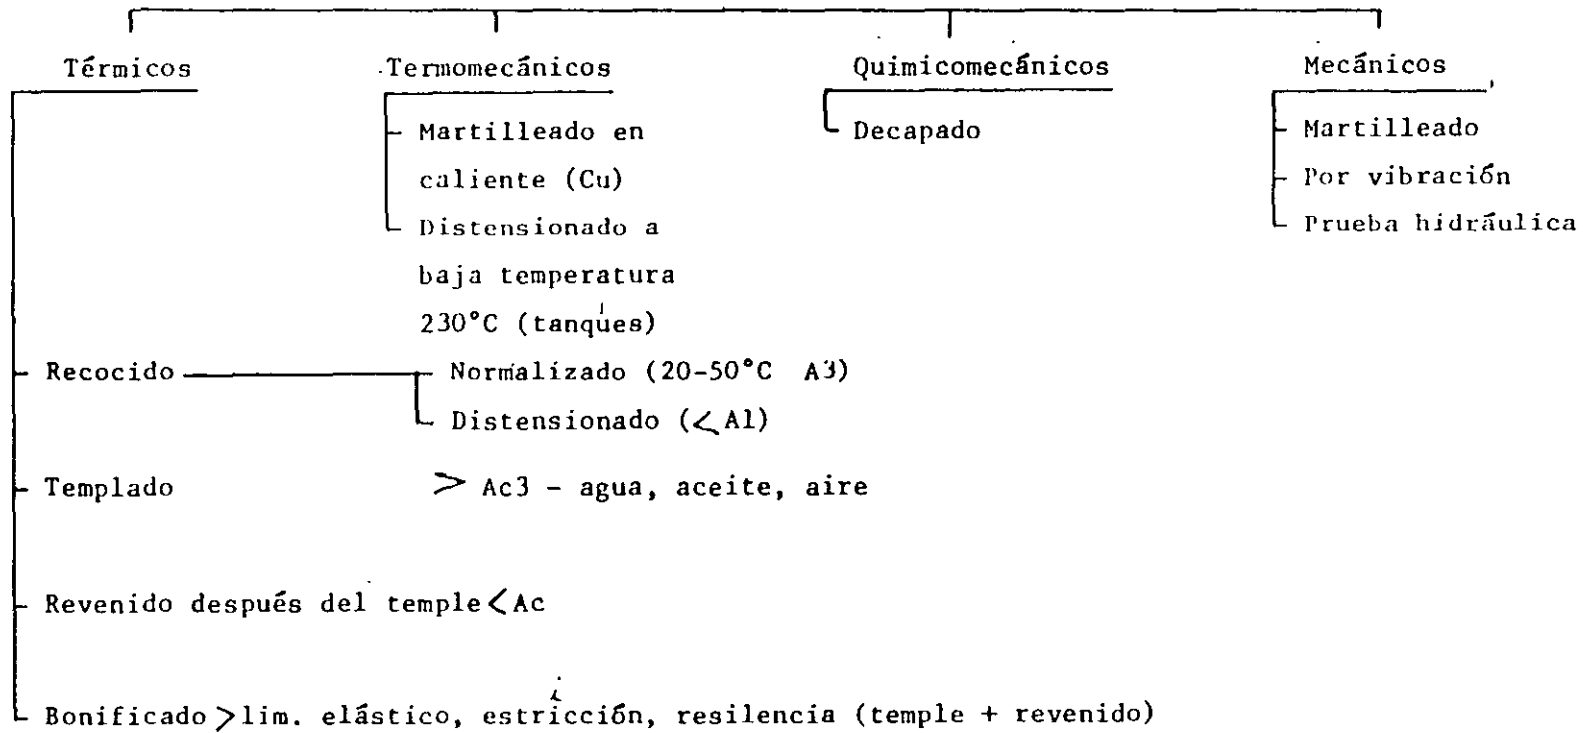 Térmicos
Termomecánicos
Quimicomecánicos
Mecánicos
Martilleado en
caliente (Cu)
Distensionado a
baja temperatura
230°C (tanques)
Decapado
Martilleado
Por vibración
Prueba hidráulica
Recocido
Normalizado (20-50°C A3)
Distensionado (< A1)
Templado
> Ac3 - agua, aceite, aire
Revenido después del temple < Ac
Bonificado > lim. elástico, estricción, resilencia (temple + revenido)